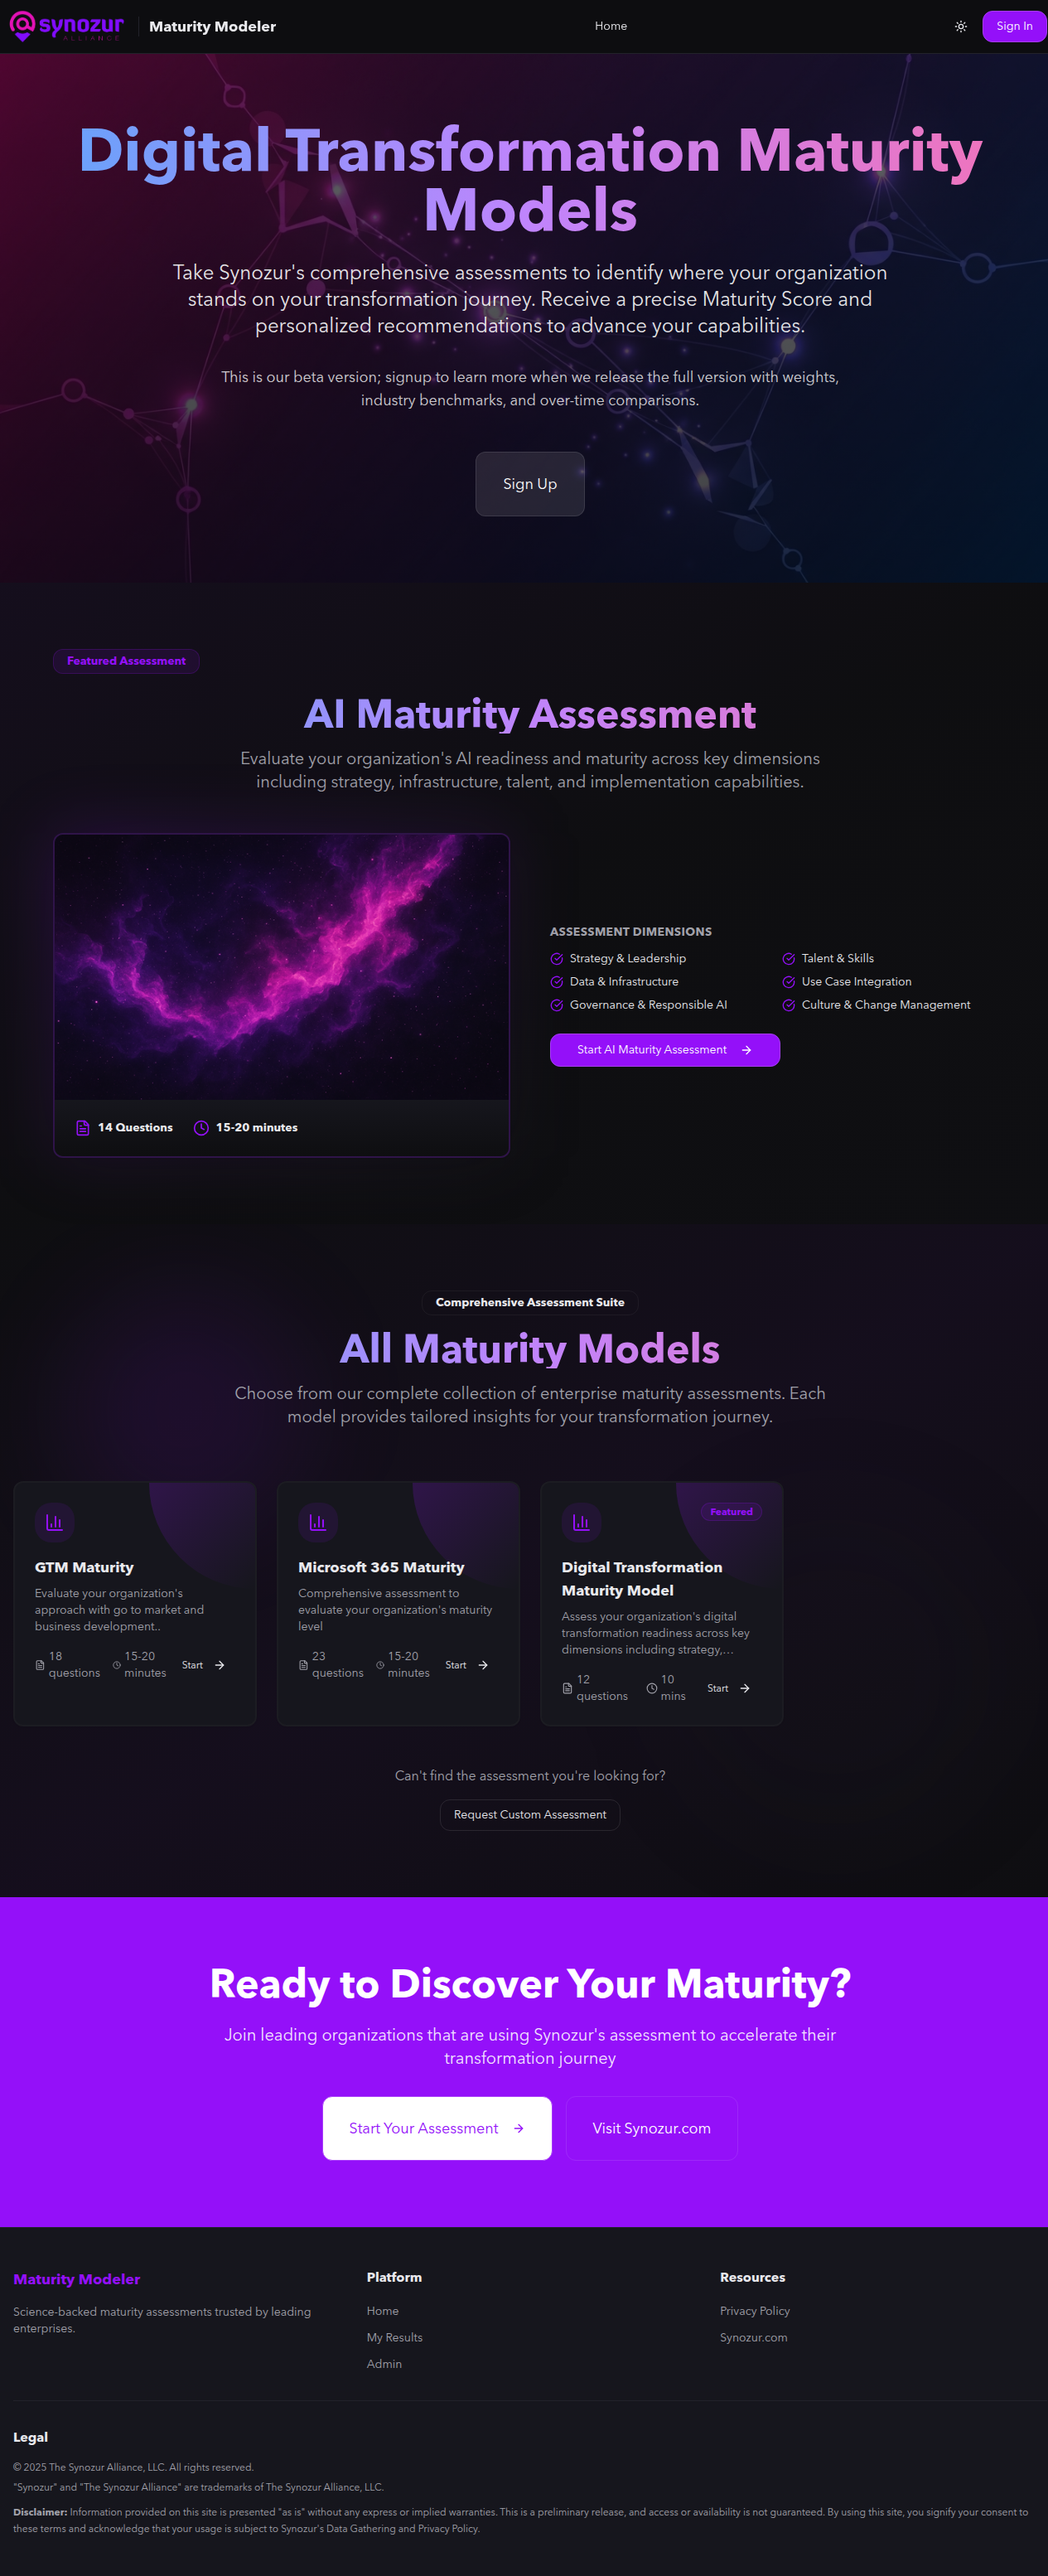 synozur
ALLIANCE
Maturity Modeler
Home
Sign In
Digital Transformation Maturity
Models
Take Synozur's comprehensive assessments to identify where your organization
stands on your transformation journey. Receive a precise Maturity Score and
personalized recommendations to advance your capabilities.
This is our beta version; signup to learn more when we release the full version with weights,
industry benchmarks, and over-time comparisons.
Sign Up
Featured Assessment
AI Maturity Assessment
Evaluate your organization's AI readiness and maturity across key dimensions
including strategy, infrastructure, talent, and implementation capabilities.
14 Questions
15-20 minutes
ASSESSMENT DIMENSIONS
Strategy & Leadership
Talent & Skills
Data & Infrastructure
Use Case Integration
Governance & Responsible AI
Culture & Change Management
Start AI Maturity Assessment
Comprehensive Assessment Suite
All Maturity Models
Choose from our complete collection of enterprise maturity assessments. Each
model provides tailored insights for your transformation journey.
GTM Maturity
Evaluate your organization's
approach with go to market and
business development..
18
questions
15-20
minutes
Start
Microsoft 365 Maturity
Comprehensive assessment to
evaluate your organization's maturity
level
23
questions
15-20
minutes
Start
Featured
Digital Transformation
Maturity Model
Assess your organization's digital
transformation readiness across key
dimensions including strategy,...
12
questions
10
mins
Start
Can't find the assessment you're looking for?
Request Custom Assessment
Ready to Discover Your Maturity?
Join leading organizations that are using Synozur's assessment to accelerate their
transformation journey
Start Your Assessment
Visit Synozur.com
Maturity Modeler
Science-backed maturity assessments trusted by leading
enterprises.
Platform
Home
My Results
Admin
Resources
Privacy Policy
Synozur.com
Legal
© 2025 The Synozur Alliance, LLC. All rights reserved.
"Synozur" and "The Synozur Alliance" are trademarks of The Synozur Alliance, LLC.
Disclaimer: Information provided on this site is presented "as is" without any express or implied warranties. This is a preliminary release, and access or availability is not guaranteed. By using this site, you signify your consent to
these terms and acknowledge that your usage is subject to Synozur's Data Gathering and Privacy Policy.